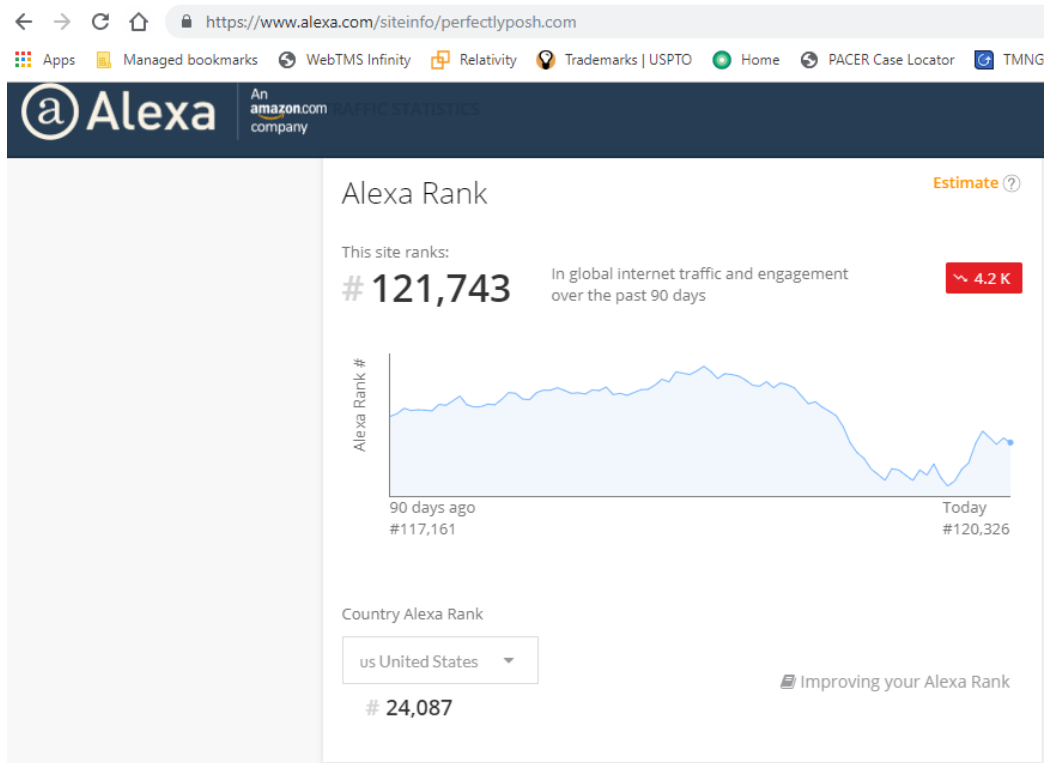 https://www.alexa.com/siteinfo/perfectlyposh.com
Apps Managed bookmarks WebTMS Infinity Relativity Trademarks | USPTO Home PACER Case Locator TMNG
a Alexa An
amazon.com
company
TRAFFIC STATISTICS
Alexa Rank
Estimate ?
This site ranks:
# 121,743
In global internet traffic and engagement
over the past 90 days
4.2 K
Alexa Rank #
90 days ago
#117,161
Today
#120,326
Country Alexa Rank
us United States
# 24,087
Improving your Alexa Rank